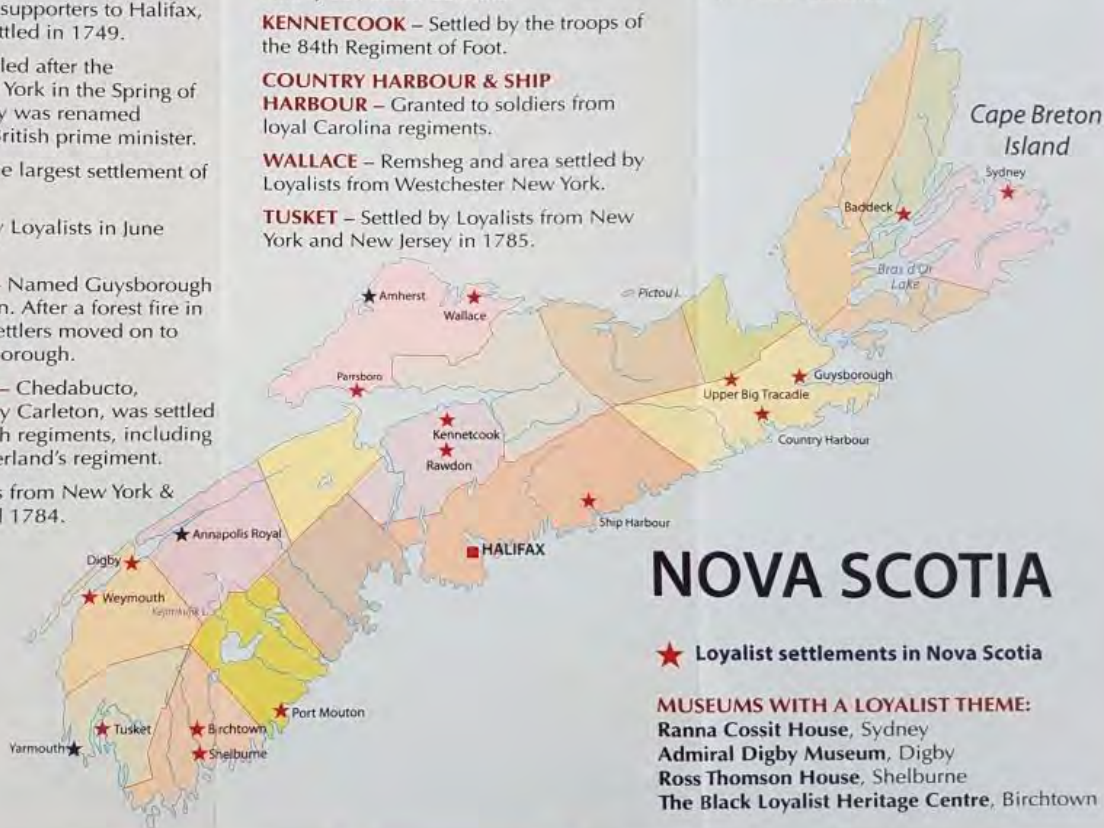 supporters to Halifax,
ttled in 1749.
led after the
York in the Spring of
y was renamed
British prime minister.
e largest settlement of
y Loyalists in June
Named Guysborough
n. After a forest fire in
ettlers moved on to
orough.
– Chedabucto,
y Carleton, was settled
h regiments, including
erland's regiment.
s from New York &
1784.
KENNETCOOK – Settled by the troops of
the 84th Regiment of Foot.
COUNTRY HARBOUR & SHIP
HARBOUR – Granted to soldiers from
loyal Carolina regiments.
WALLACE – Remsheg and area settled by
Loyalists from Westchester New York.
TUSKET – Settled by Loyalists from New
York and New Jersey in 1785.
Cape Breton
Island
Sydney
Baddeck
Bras d'Or
Lake
Pictou I.
Amherst
Wallace
Parrsboro
Guysborough
Upper Big Tracadie
Country Harbour
Kennetcook
Rawdon
Ship Harbour
HALIFAX
Annapolis Royal
Digby
Weymouth
Kejimkujik L.
Port Mouton
Tusket
Birchtown
Yarmouth
Shelburne
NOVA SCOTIA
Loyalist settlements in Nova Scotia
MUSEUMS WITH A LOYALIST THEME:
Ranna Cossit House, Sydney
Admiral Digby Museum, Digby
Ross Thomson House, Shelburne
The Black Loyalist Heritage Centre, Birchtown